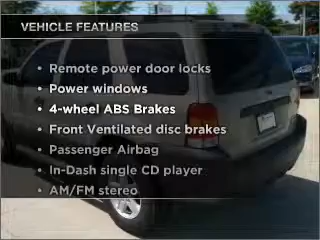 VEHICLE FEATURES
• Remote power door locks
• Power windows
• 4-wheel ABS Brakes
• Front Ventilated disc brakes
• Passenger Airbag
• In-Dash single CD player
• AM/FM stereo